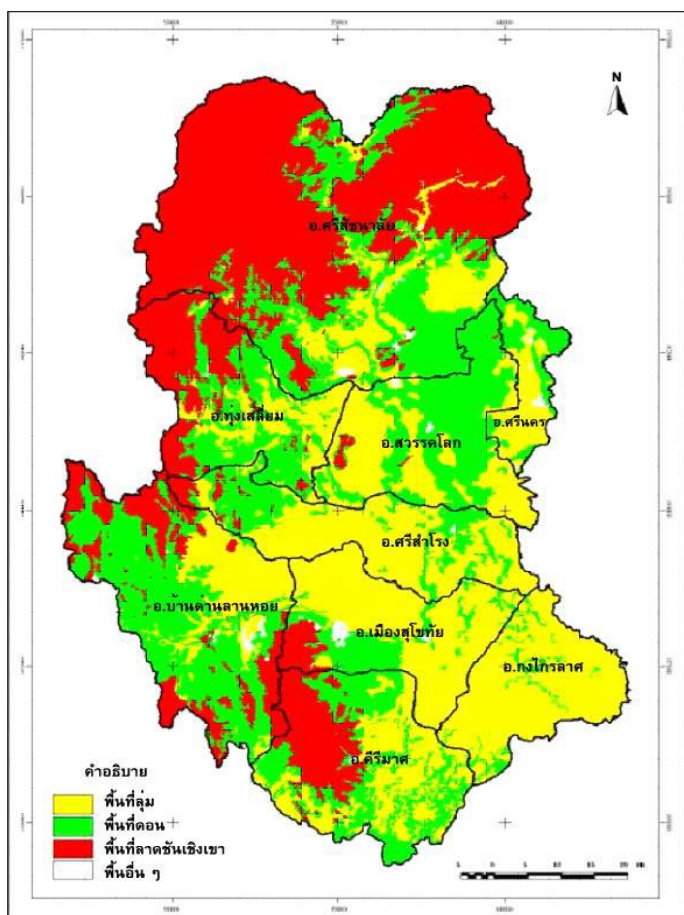 N
อ.ศรีสัชนาลัย
อ.ทุ่งเสลี่ยม
อ.สวรรคโลก
อ.ศรีนคร
อ.ศรีสำโรง
อ.บ้านด่านลานหอย
อ.เมืองสุโขทัย
อ.กงไกรลาศ
อ.คีรีมาศ
คำอธิบาย
พื้นที่ลุ่ม
พื้นที่ดอน
พื้นที่ลาดชันเชิงเขา
พื้นอื่น ๆ
5 0 5 10 15 20